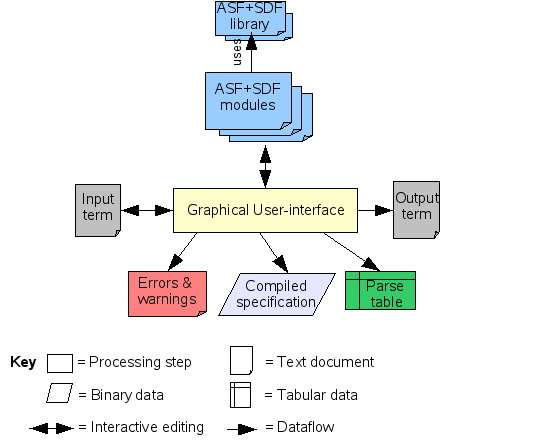 ASF+SDF
library
uses
ASF+SDF
modules
Input
term
Graphical User-interface
Output
term
Errors &
warnings
Compiled
specification
Parse
table
Key
= Processing step
= Text document
= Binary data
= Tabular data
= Interactive editing
= Dataflow